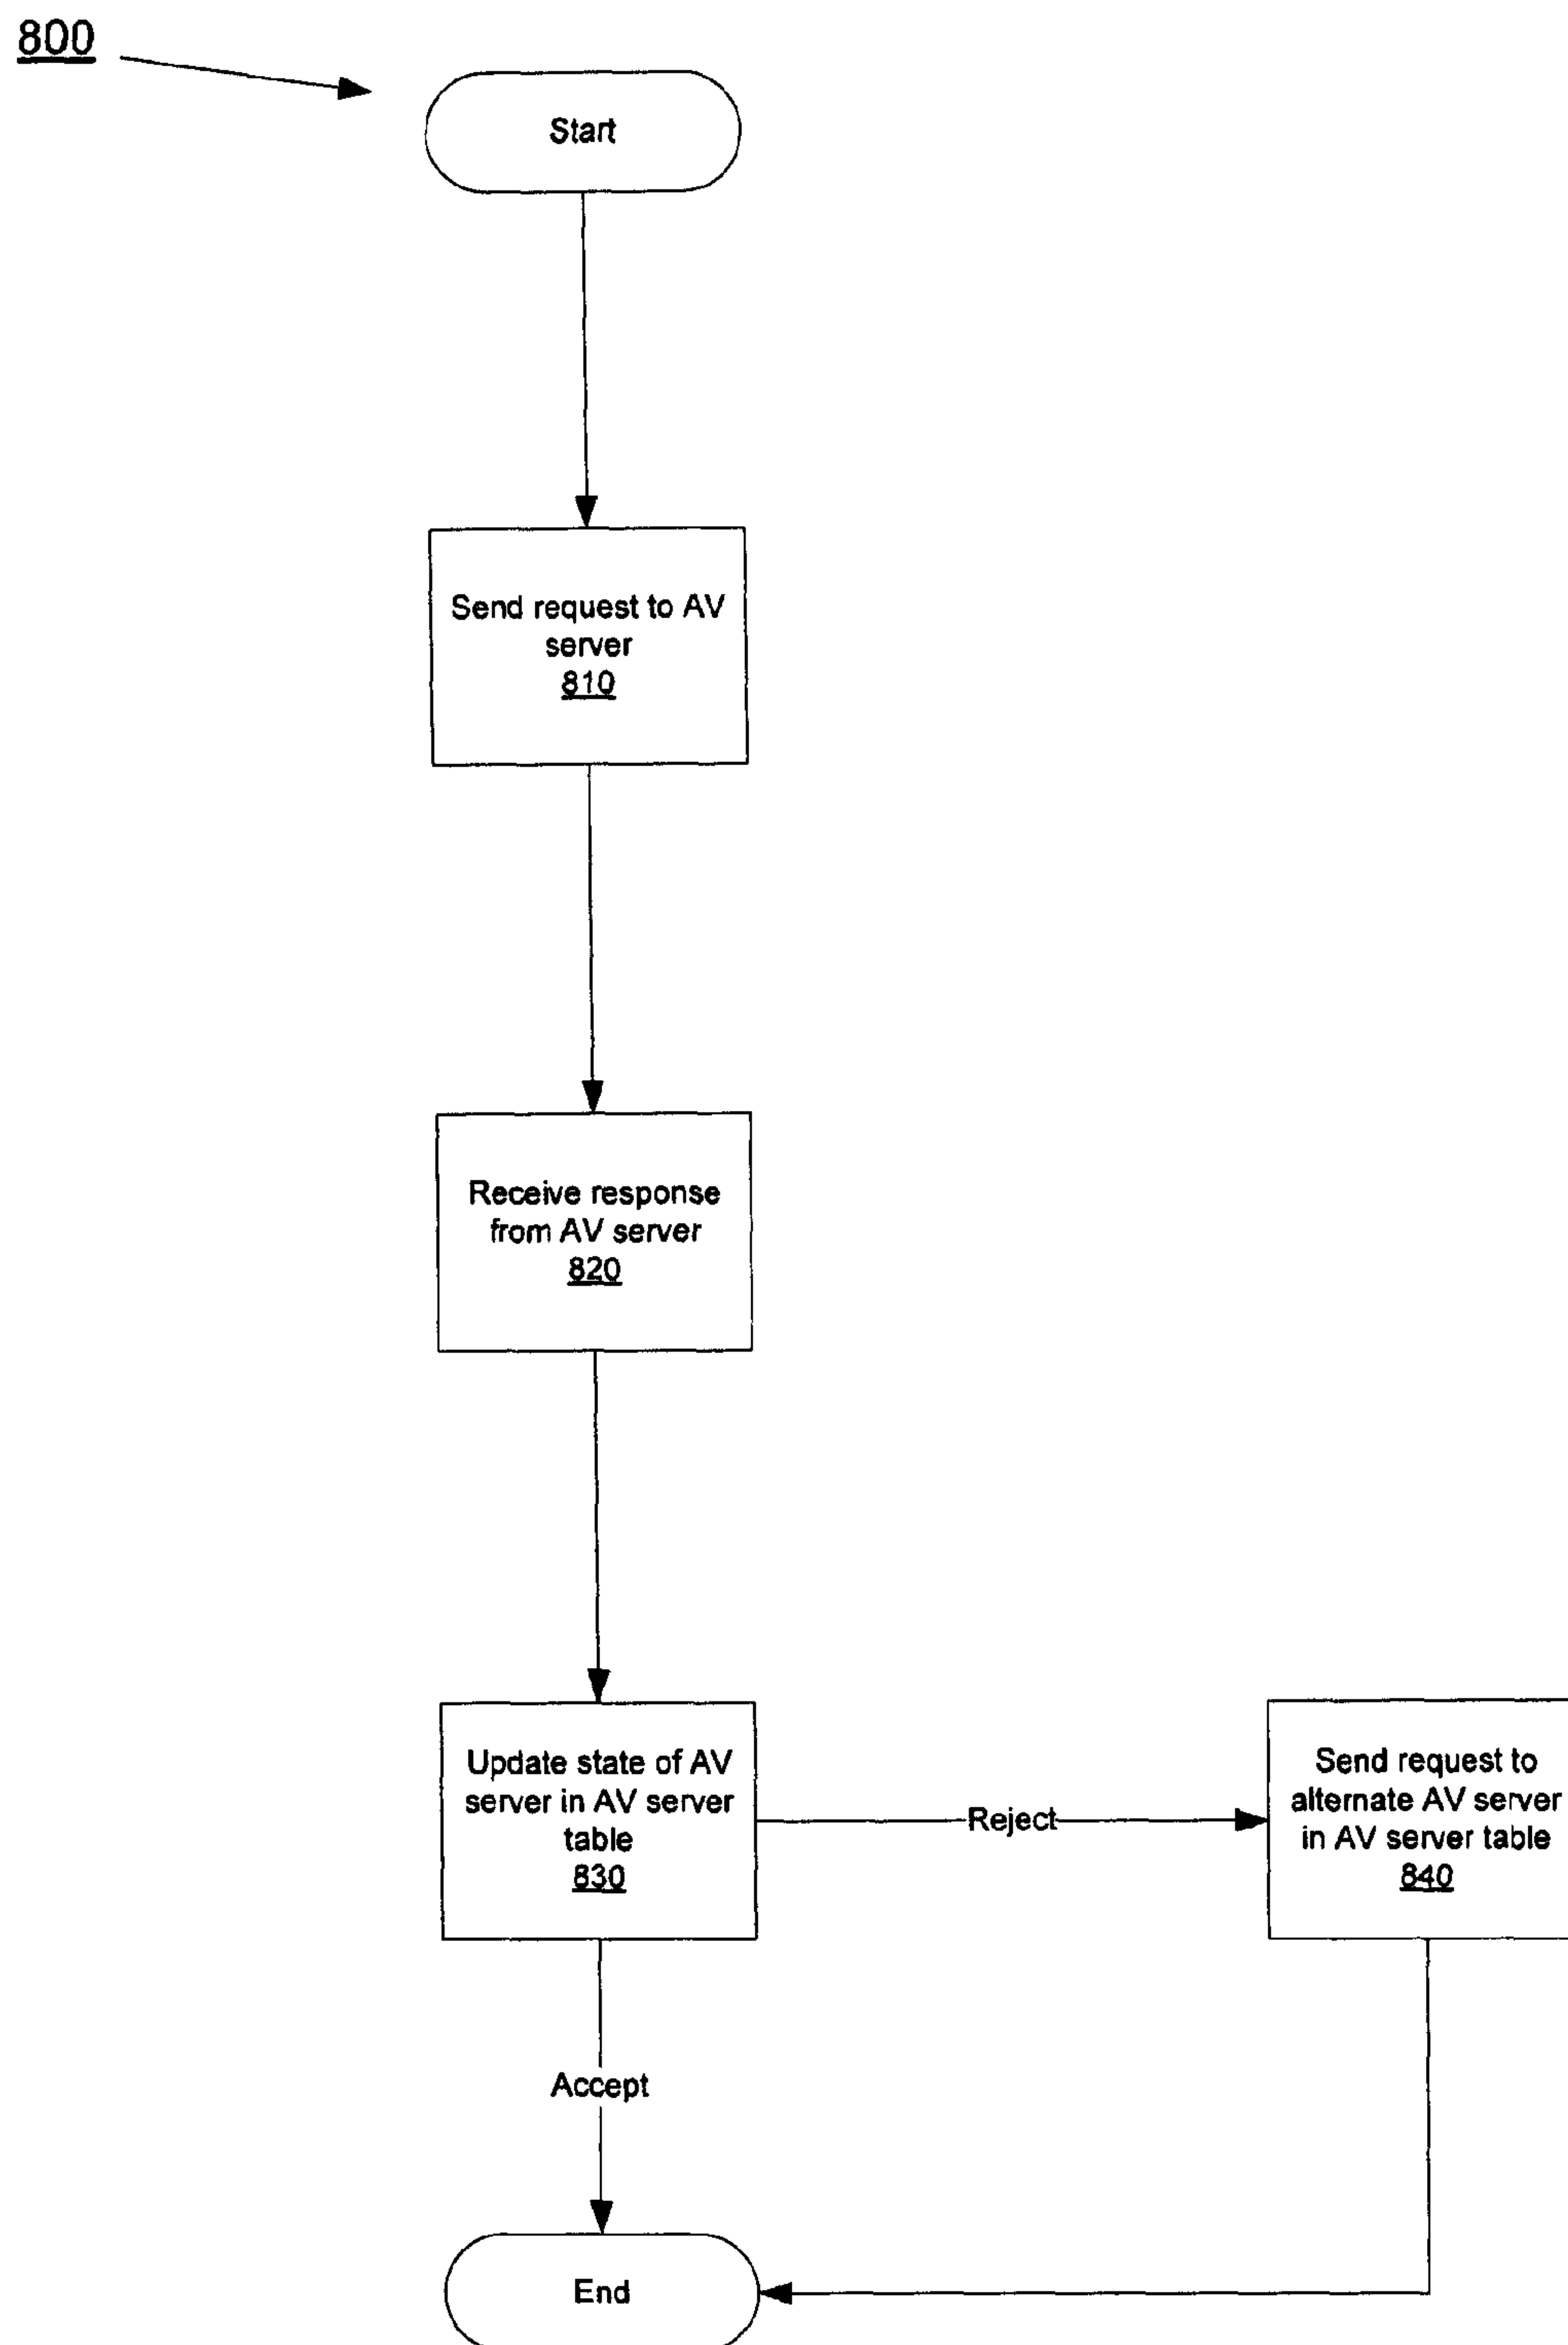 800
Start
Send request to AV
server
810
Receive response
from AV server
820
Update state of AV
server in AV server
table
830
Reject
Send request to
alternate AV server
in AV server table
840
Accept
End